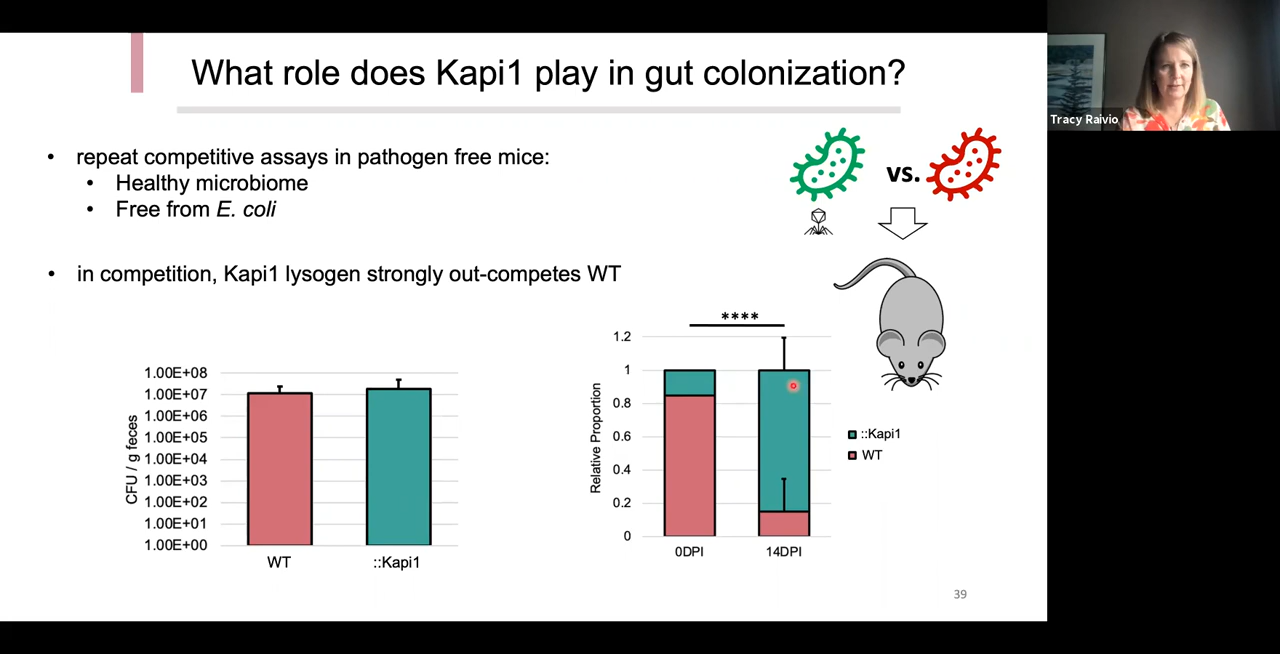 What role does Kapi1 play in gut colonization?
Tracy Raivio
• repeat competitive assays in pathogen free mice:
• Healthy microbiome
• Free from E. coli
vs.
• in competition, Kapi1 lysogen strongly out-competes WT
CFU / g feces
1.00E+08
1.00E+07
1.00E+06
1.00E+05
1.00E+04
1.00E+03
1.00E+02
1.00E+01
1.00E+00
WT
::Kapi1
****
Relative Proportion
1.2
1
0.8
0.6
0.4
0.2
0
0DPI
14DPI
::Kapi1
WT
39